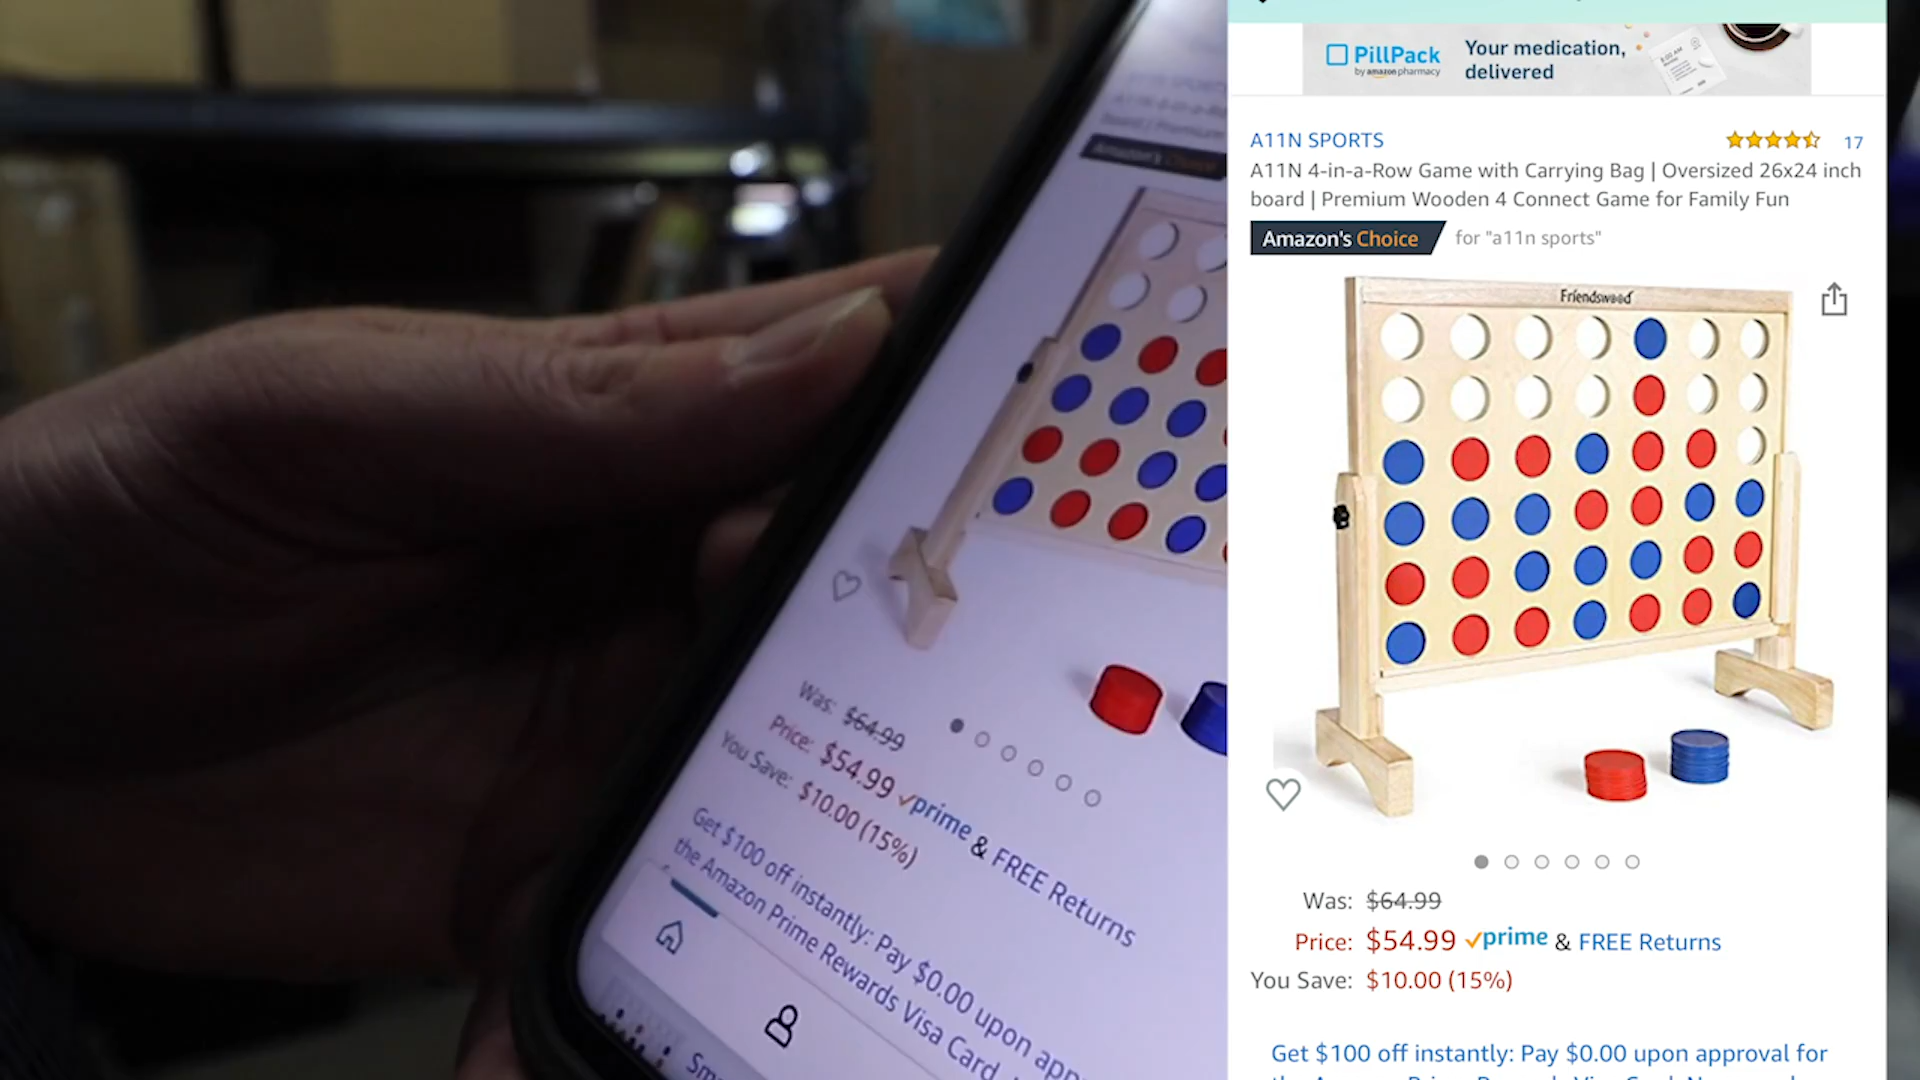 Amazon's Choice
Was: $64.99
Price: $54.99 prime & FREE Returns
You Save: $10.00 (15%)
Get $100 off instantly: Pay $0.00 upon
the Amazon Prime Rewards Visa Card.
PillPack
by amazon pharmacy
Your medication,
delivered
A11N SPORTS
17
A11N 4-in-a-Row Game with Carrying Bag | Oversized 26x24 inch
board | Premium Wooden 4 Connect Game for Family Fun
Amazon's Choice for "a11n sports"
Friendswood
Was: $64.99
Price: $54.99 prime & FREE Returns
You Save: $10.00 (15%)
Get $100 off instantly: Pay $0.00 upon approval for